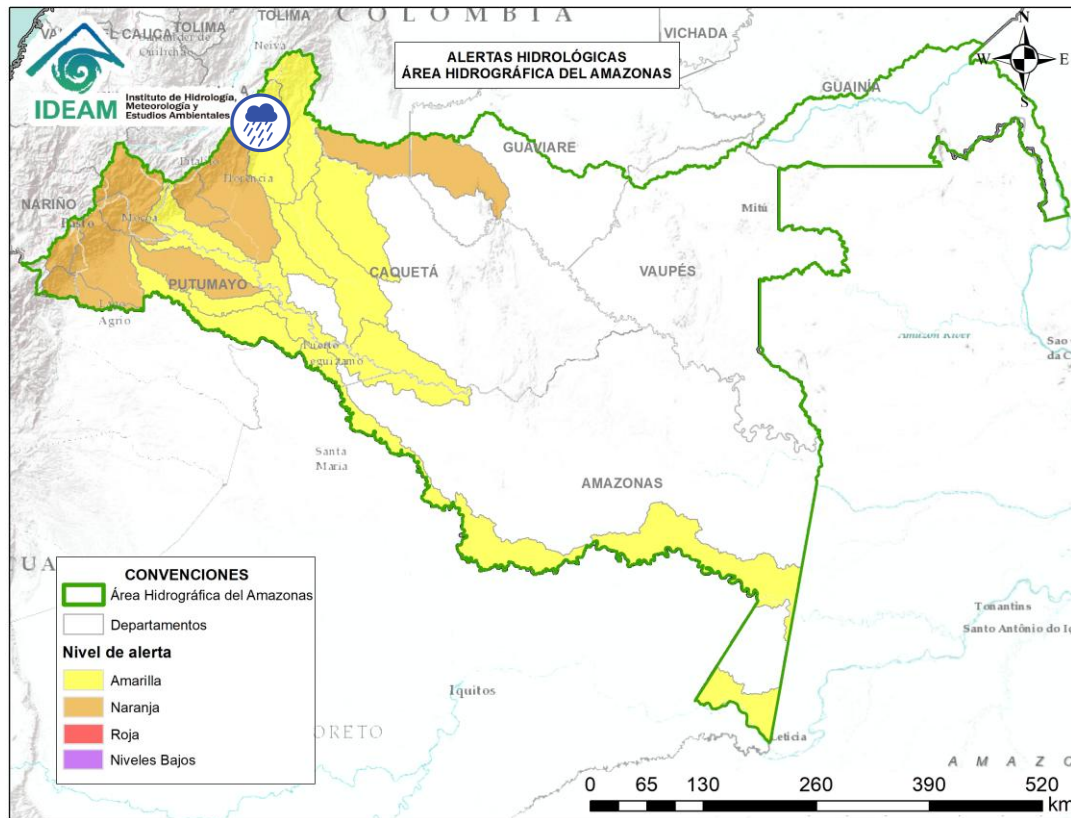 COLOMBIA
TOLIMA
TOLIMA
Neiva
VICHADA
ALERTAS HIDROLÓGICAS
ÁREA HIDROGRÁFICA DEL AMAZONAS
N
W
E
S
IDEAM
Instituto de Hidrología,
Meteorología y
Estudios Ambientales
GUAINÍA
GUAVIARE
NARIÑO
Pasto
Mocoa
Florencia
Mitú
VAUPÉS
CAQUETÁ
PUTUMAYO
Lago
Agrio
Puerto
Leguizamo
Amazon River
Santa
Maria
AMAZONAS
CONVENCIONES
Área Hidrográfica del Amazonas
Departamentos
Nivel de alerta
Amarilla
Naranja
Roja
Niveles Bajos
Tonantins
Santo Antônio do
Iquitos
ORETO
Leticia
0 65 130 260 390 520
km